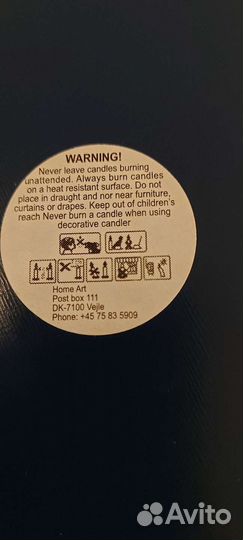 WARNING!
Never leave candles burning
unattended. Always burn candles
on a heat resistant surface. Do not
place in draught and nor near furniture,
curtains or drapes. Keep out of children's
reach Never burn a candle when using
decorative candler
Home Art
Post box 111
DK-7100 Vejle
Phone: +45 75 83 5909
Avito